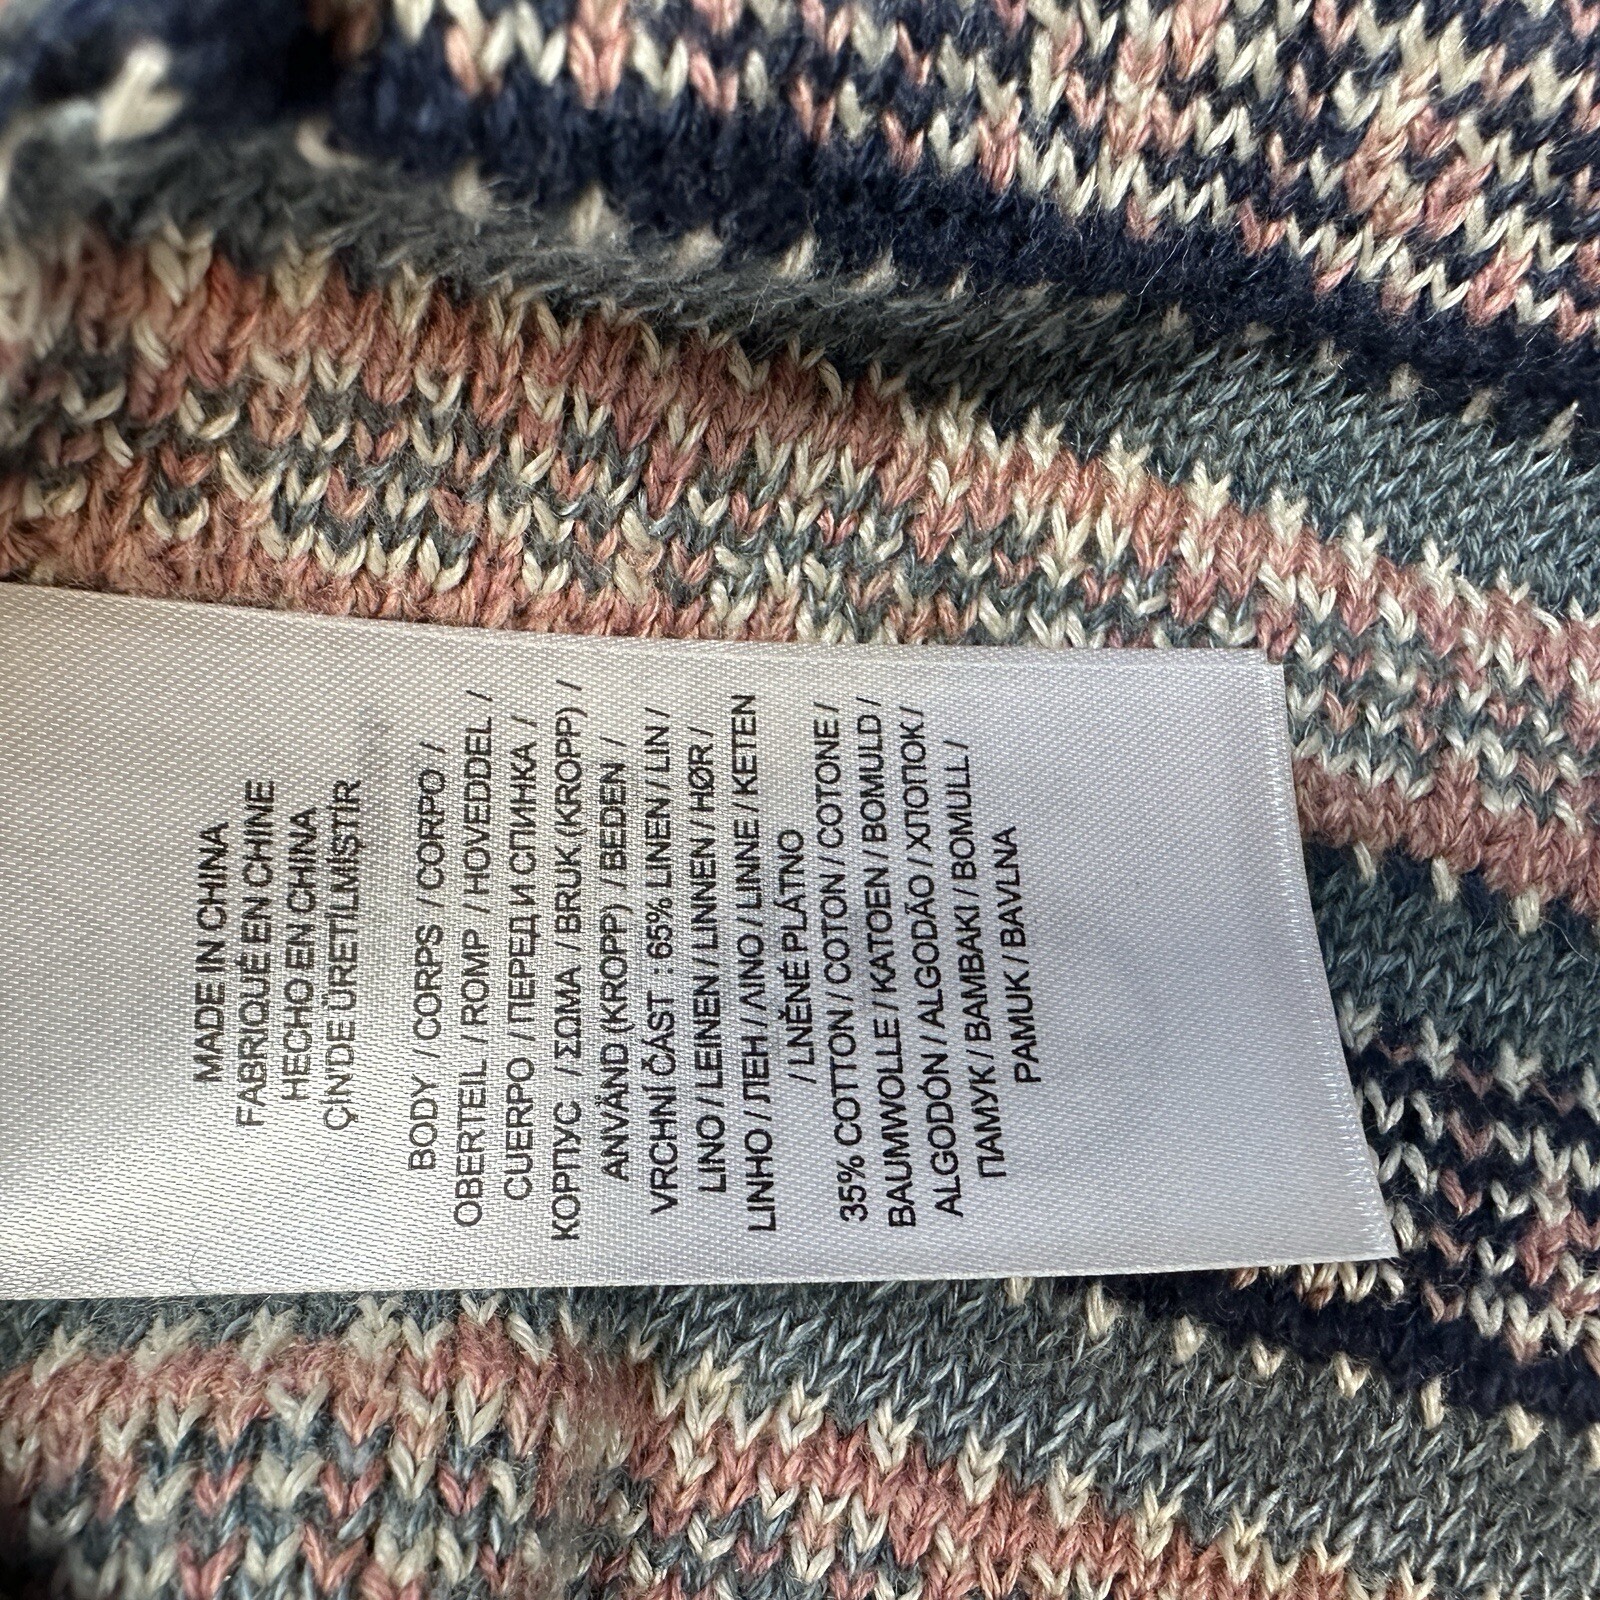 MADE IN CHINA
FABRIQUÉ EN CHINE
HECHO EN CHINA
ÇİNDE ÜRETİLMİŞTİR
BODY / CORPS / CORPO /
OBERTEIL / ROMP / HOVEDDEL /
CUERPO / ПЕРЕД И СПИНКА /
КОРПУС / ΣΩΜΑ / BRUK (KROPP) /
ANVÄND (KROPP) / BEDEN /
VRCHNÍ ČÁST : 65% LINEN / LIN /
LINO / LEINEN / LINNEN / HØR /
LINHO / ЛЕН / ΛΙΝΟ / LINNE / KETEN
/ LNĚNÉ PLÁTNO
35% COTTON / COTON / COTONE /
BAUMWOLLE / KATOEN / BOMULD /
ALGODÓN / ALGODÃO / ХЛОПОК /
ПАМУК / BAMBAKI / BOMULL /
PAMUK / BAVLNA